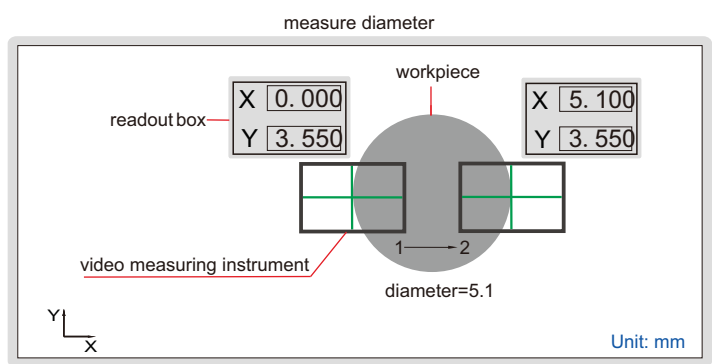 measure diameter
workpiece
X 0.000
Y 3.550
readout box
X 5.100
Y 3.550
1 2
video measuring instrument
diameter=5.1
Y
X
Unit: mm